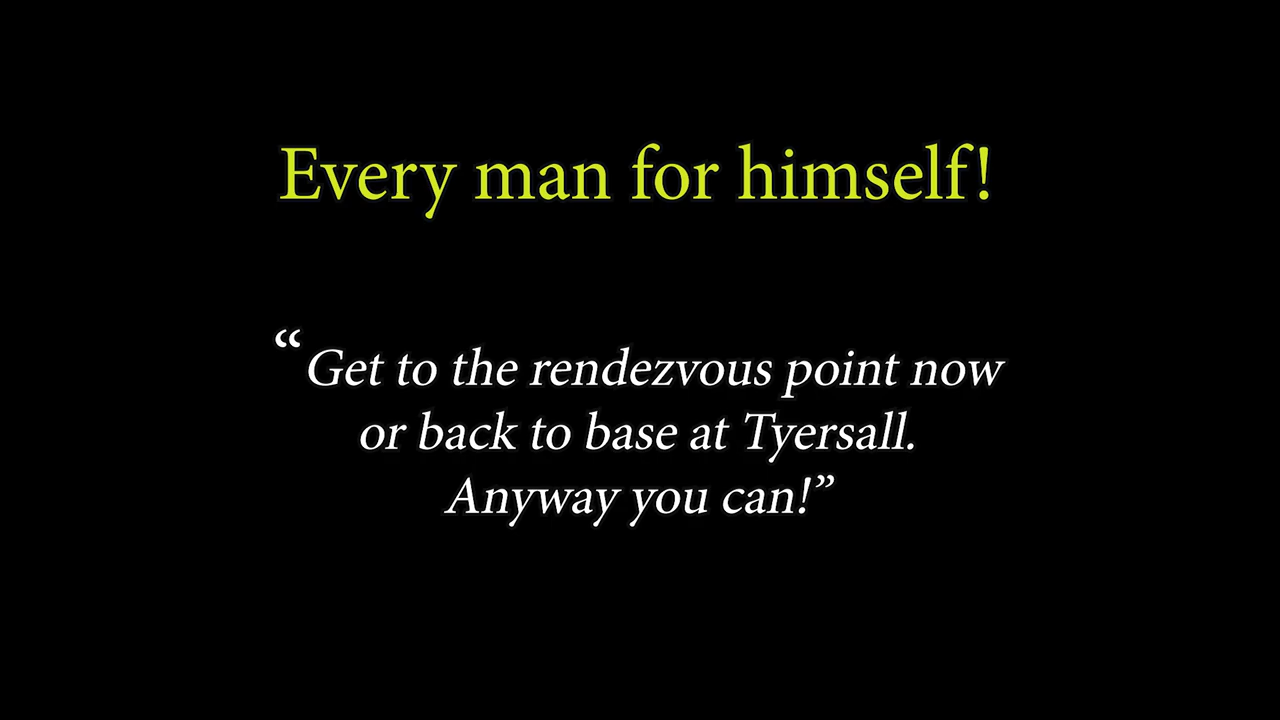 Every man for himself!
“Get to the rendezvous point now
or back to base at Tyersall.
Anyway you can!”